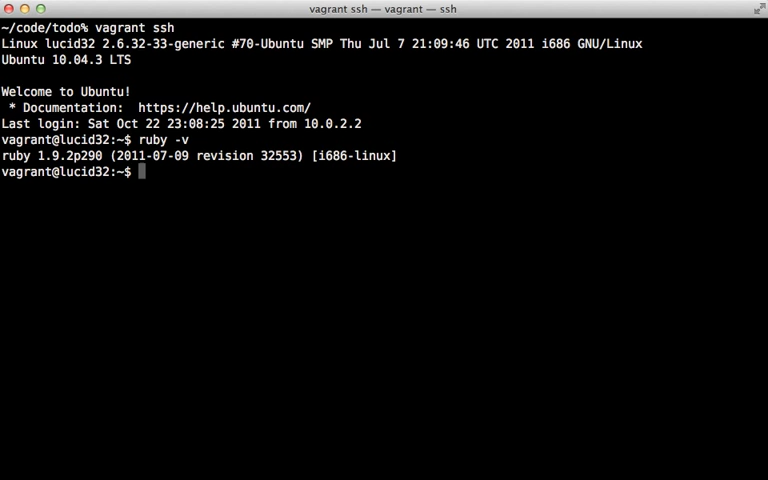 vagrant ssh — vagrant — ssh
~/code/todo% vagrant ssh
Linux lucid32 2.6.32-33-generic #70-Ubuntu SMP Thu Jul 7 21:09:46 UTC 2011 i686 GNU/Linux
Ubuntu 10.04.3 LTS
Welcome to Ubuntu!
 * Documentation:  https://help.ubuntu.com/
Last login: Sat Oct 22 23:08:25 2011 from 10.0.2.2
vagrant@lucid32:~$ ruby -v
ruby 1.9.2p290 (2011-07-09 revision 32553) [i686-linux]
vagrant@lucid32:~$